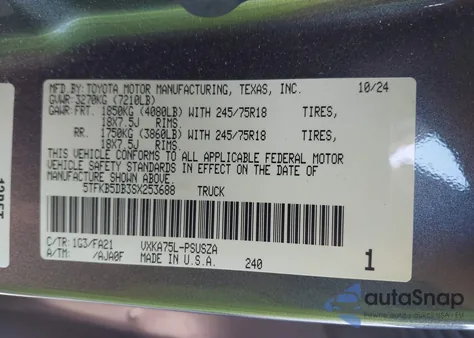 MFD.BY: TOYOTA MOTOR MANUFACTURING, TEXAS, INC. 10/24
GVWR: 3270KG (7210LB)
GAWR: FRT. 1850KG (4080LB) WITH 245/75R18 TIRES,
18X7.5J RIMS.
RR. 1750KG (3860LB) WITH 245/75R18 TIRES,
18X7.5J RIMS.
THIS VEHICLE CONFORMS TO ALL APPLICABLE FEDERAL MOTOR
VEHICLE SAFETY STANDARDS IN EFFECT ON THE DATE OF
MANUFACTURE SHOWN ABOVE.
5TFKB5DB3SX253688 TRUCK
C/TR: 1G3/FA21 VXKA75L-PSUSZA
A/TM: /AJA0F MADE IN U.S.A. 240 1
autoSnap